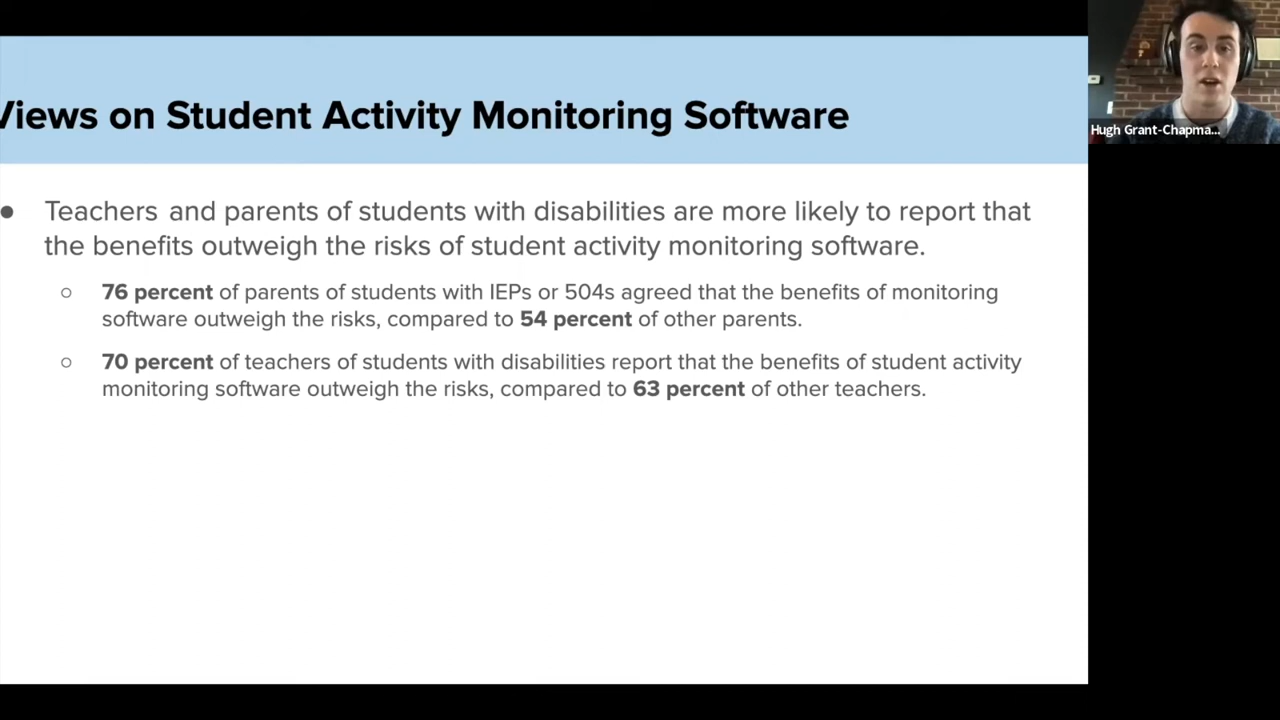 Views on Student Activity Monitoring Software
Hugh Grant-Chapma...
● Teachers and parents of students with disabilities are more likely to report that
the benefits outweigh the risks of student activity monitoring software.
○ 76 percent of parents of students with IEPs or 504s agreed that the benefits of monitoring
software outweigh the risks, compared to 54 percent of other parents.
○ 70 percent of teachers of students with disabilities report that the benefits of student activity
monitoring software outweigh the risks, compared to 63 percent of other teachers.